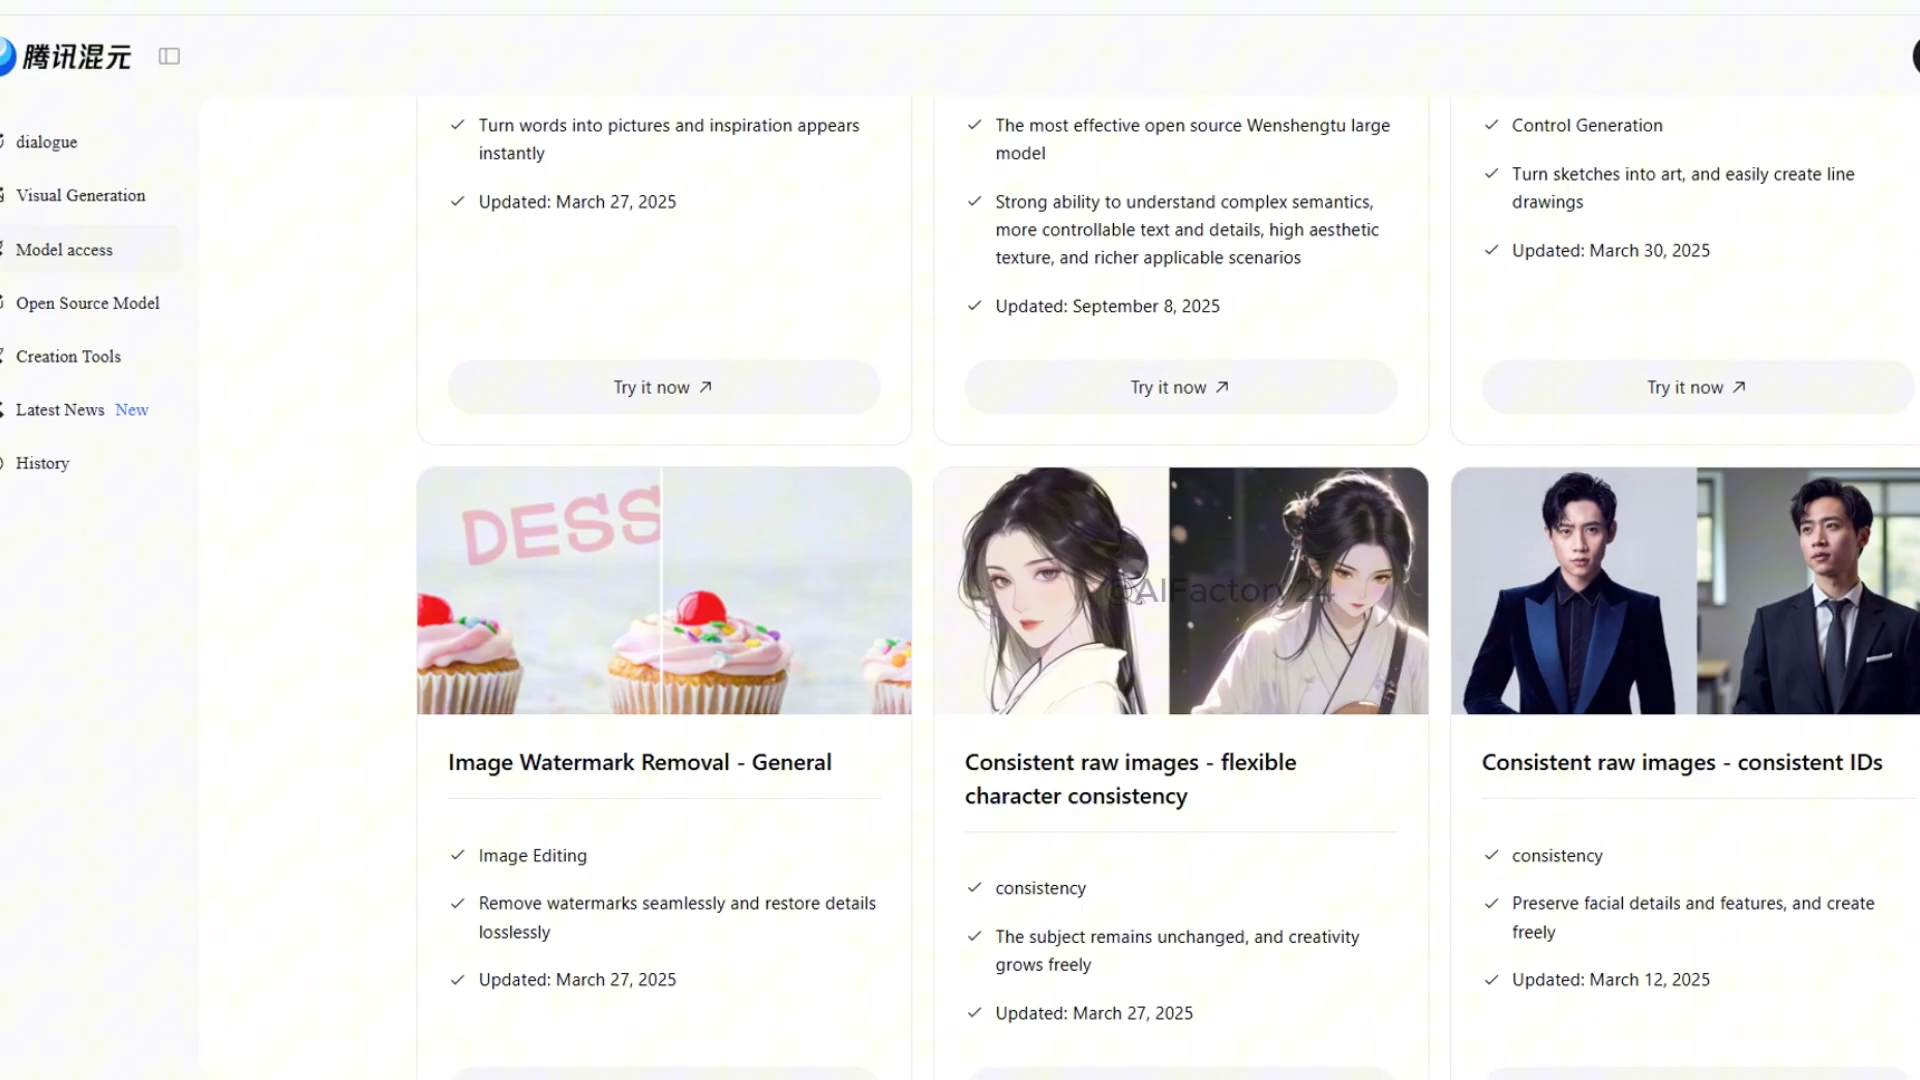 腾讯混元
dialogue
Visual Generation
Model access
Open Source Model
Creation Tools
Latest News New
History
Turn words into pictures and inspiration appears
instantly
Updated: March 27, 2025
Try it now
The most effective open source Wenshengtu large
model
Strong ability to understand complex semantics,
more controllable text and details, high aesthetic
texture, and richer applicable scenarios
Updated: September 8, 2025
Try it now
Control Generation
Turn sketches into art, and easily create line
drawings
Updated: March 30, 2025
Try it now
DESS
Image Watermark Removal - General
Image Editing
Remove watermarks seamlessly and restore details
losslessly
Updated: March 27, 2025
@AIFactory24
Consistent raw images - flexible
character consistency
consistency
The subject remains unchanged, and creativity
grows freely
Updated: March 27, 2025
Consistent raw images - consistent IDs
consistency
Preserve facial details and features, and create
freely
Updated: March 12, 2025